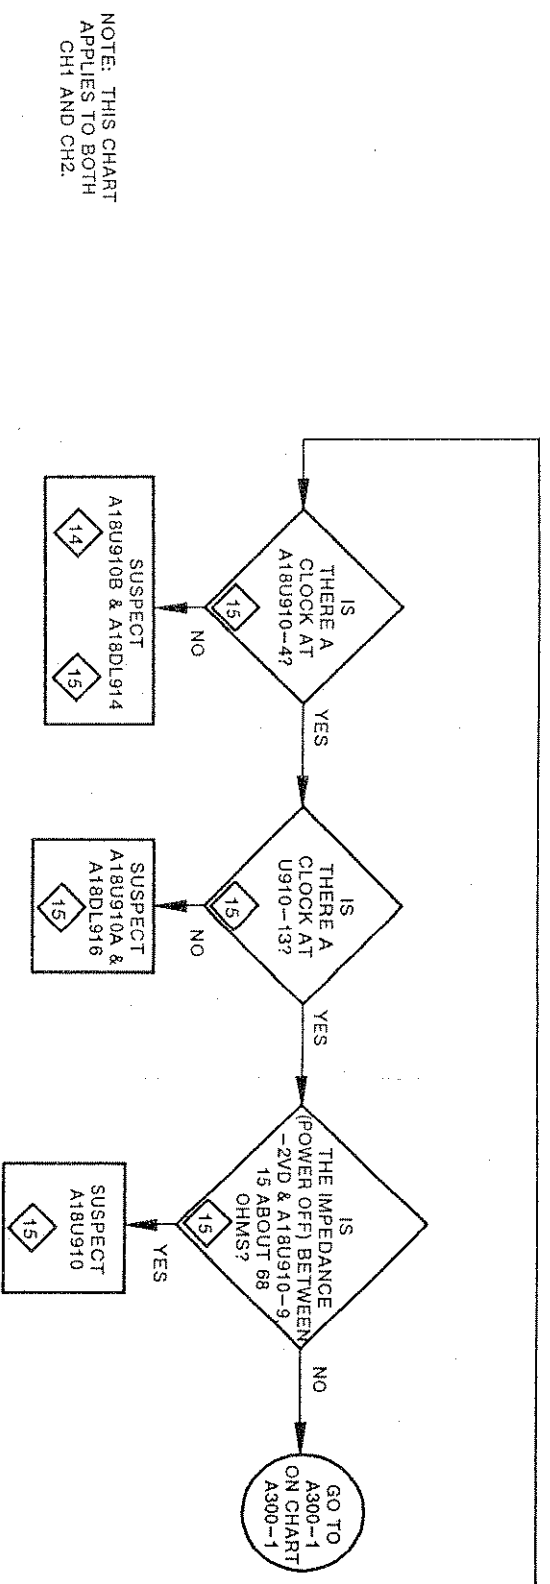 NOTE: THIS CHART
APPLIES TO BOTH
CH1 AND CH2.
IS
THERE A
CLOCK AT
A18U910-4?
15
NO
SUSPECT
A18U910B & A18DL914
14
15
YES
IS
THERE A
CLOCK AT
U910-13?
15
NO
SUSPECT
A18U910A &
A18DL916
15
YES
IS
THE IMPEDANCE
(POWER OFF) BETWEEN
-2VD & A18U910-9,
15 ABOUT 68
OHMS?
15
YES
SUSPECT
A18U910
15
NO
GO TO
A300-1
ON CHART
A300-1